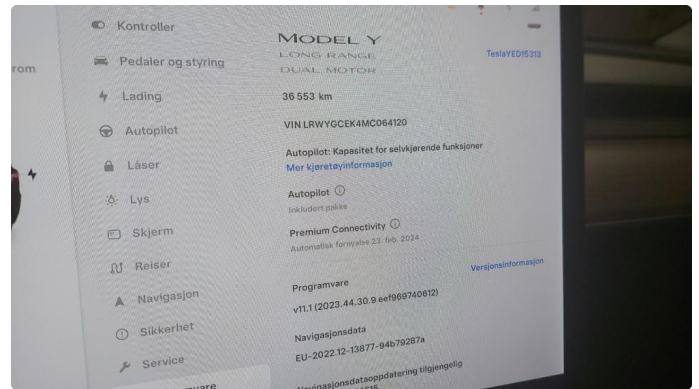 Kontroller
Pedaler og styring
Lading
Autopilot
Låser
Lys
Skjerm
Reiser
Navigasjon
Sikkerhet
Service
rom
MODEL Y
LONG RANGE
DUAL MOTOR
TeslaYED15313
36 553 km
VIN LRWYGCEK4MC064120
Autopilot: Kapasitet for selvkjørende funksjoner
Mer kjøretøyinformasjon
Autopilot
Inkludert pakke
Premium Connectivity
Automatisk fornyelse 23. feb. 2024
Programvare
Versjonsinformasjon
v11.1 (2023.44.30.9 eef969740612)
Navigasjonsdata
EU-2022.12-13877-94b79287a
Navigasjonsdataoppdatering tilgjengelig